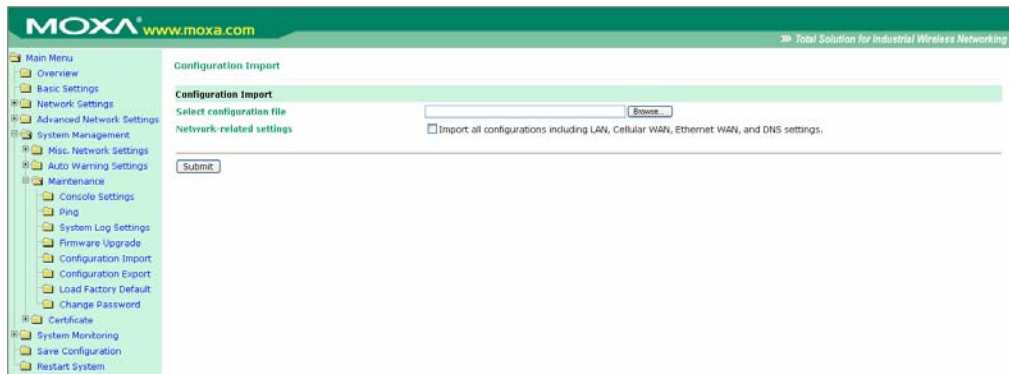 MOXA® www.moxa.com
Total Solution for Industrial Wireless Networking
Main Menu
Overview
Basic Settings
Network Settings
Advanced Network Settings
System Management
Misc. Network Settings
Auto Warning Settings
Maintenance
Console Settings
Ping
System Log Settings
Firmware Upgrade
Configuration Import
Configuration Export
Load Factory Default
Change Password
Certificate
System Monitoring
Save Configuration
Restart System
Configuration Import
Configuration Import
Select configuration file
Browse...
Network-related settings
Import all configurations including LAN, Cellular WAN, Ethernet WAN, and DNS settings.
Submit